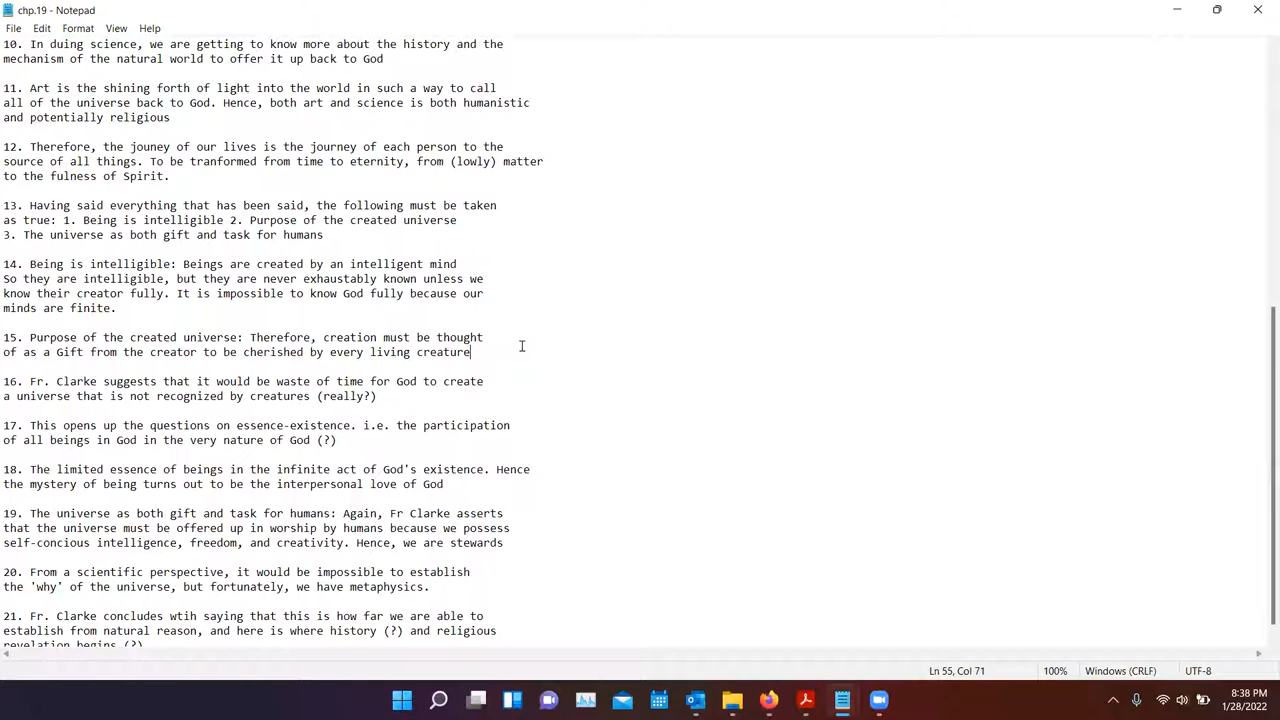 chp.19 - Notepad
File Edit Format View Help
10. In duing science, we are getting to know more about the history and the
mechanism of the natural world to offer it up back to God
11. Art is the shining forth of light into the world in such a way to call
all of the universe back to God. Hence, both art and science is both humanistic
and potentially religious
12. Therefore, the jouney of our lives is the journey of each person to the
source of all things. To be tranformed from time to eternity, from (lowly) matter
to the fulness of Spirit.
13. Having said everything that has been said, the following must be taken
as true: 1. Being is intelligible 2. Purpose of the created universe
3. The universe as both gift and task for humans
14. Being is intelligible: Beings are created by an intelligent mind
So they are intelligible, but they are never exhaustably known unless we
know their creator fully. It is impossible to know God fully because our
minds are finite.
15. Purpose of the created universe: Therefore, creation must be thought
of as a Gift from the creator to be cherished by every living creature
16. Fr. Clarke suggests that it would be waste of time for God to create
a universe that is not recognized by creatures (really?)
17. This opens up the questions on essence-existence. i.e. the participation
of all beings in God in the very nature of God (?)
18. The limited essence of beings in the infinite act of God's existence. Hence
the mystery of being turns out to be the interpersonal love of God
19. The universe as both gift and task for humans: Again, Fr Clarke asserts
that the universe must be offered up in worship by humans because we possess
self-concious intelligence, freedom, and creativity. Hence, we are stewards
20. From a scientific perspective, it would be impossible to establish
the 'why' of the universe, but fortunately, we have metaphysics.
21. Fr. Clarke concludes wtih saying that this is how far we are able to
establish from natural reason, and here is where history (?) and religious
revelation begins (?)
Ln 55, Col 71 100% Windows (CRLF) UTF-8
8:38 PM
1/28/2022